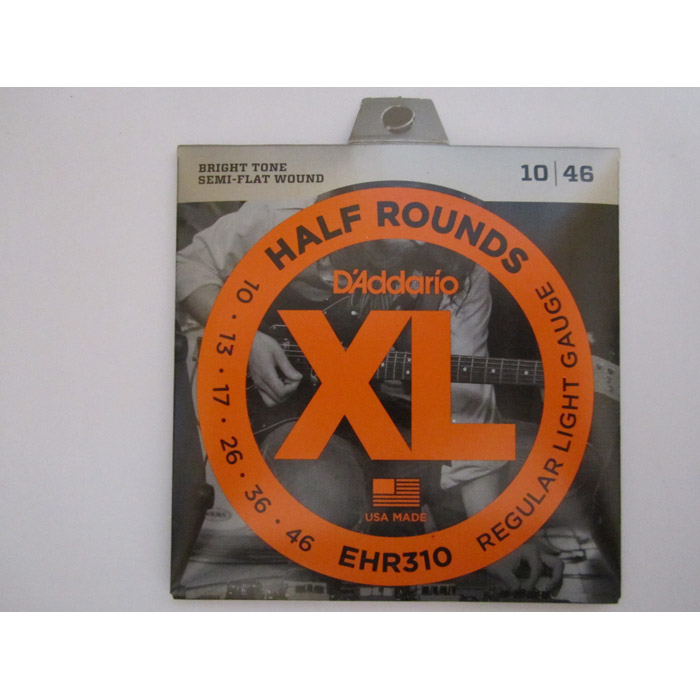 BRIGHT TONE
SEMI-FLAT WOUND
10 | 46
HALF ROUNDS
D'Addario
XL
10 • 13 • 17 • 26 • 36 • 46
REGULAR LIGHT GAUGE
USA MADE
EHR310